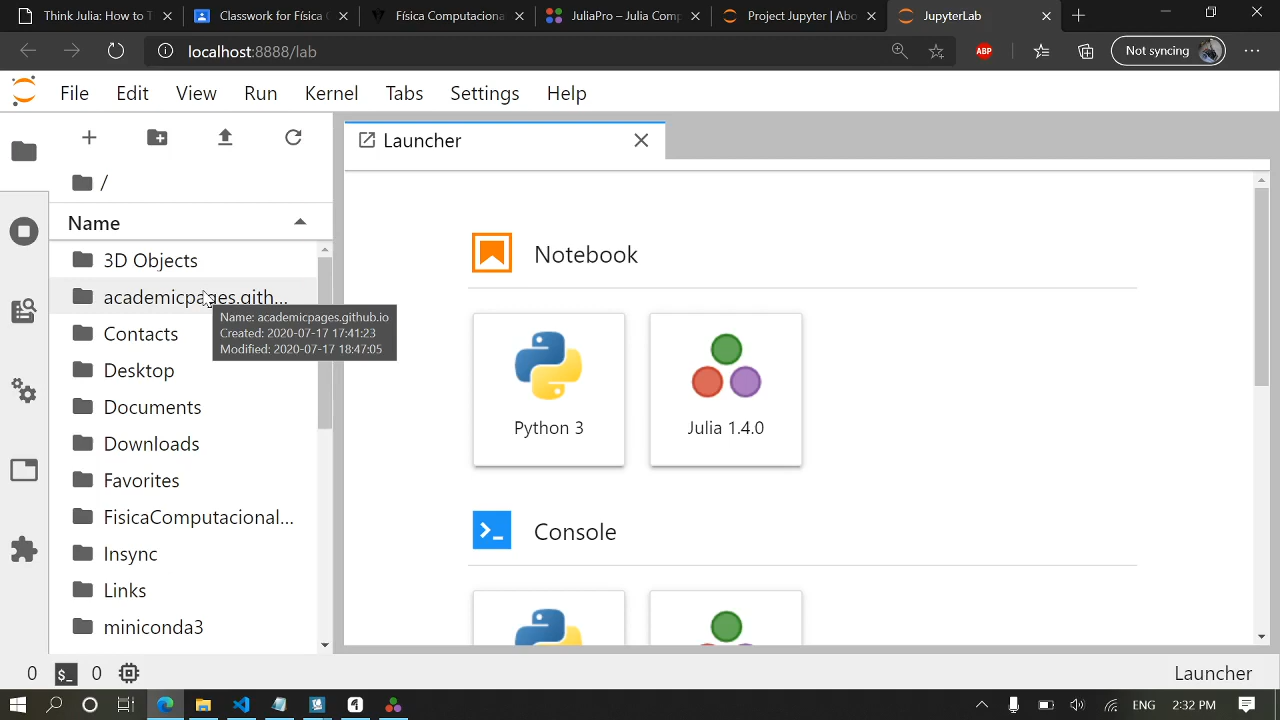 Think Julia: How to T
Classwork for Física C
Física Computacional
JuliaPro – Julia Com
Project Jupyter | Abo
JupyterLab
localhost:8888/lab
ABP
Not syncing
File Edit View Run Kernel Tabs Settings Help
Launcher
/
Name
3D Objects
academicpages.gith...
Name: academicpages.github.io
Created: 2020-07-17 17:41:23
Modified: 2020-07-17 18:47:05
Contacts
Desktop
Documents
Downloads
Favorites
FisicaComputacional...
Insync
Links
miniconda3
Notebook
Python 3
Julia 1.4.0
Console
0
$_
0
Launcher
ENG
2:32 PM